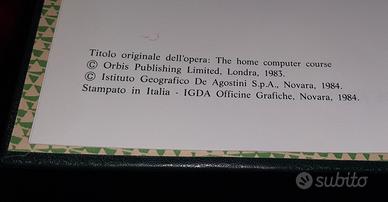 Titolo originale dell'opera: The home computer course
© Orbis Publishing Limited, Londra, 1983.
© Istituto Geografico De Agostini S.p.A., Novara, 1984.
Stampato in Italia - IGDA Officine Grafiche, Novara, 1984.
subito